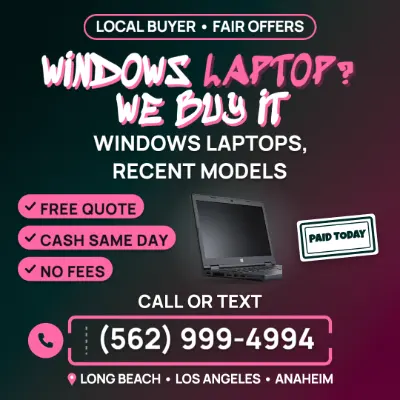 LOCAL BUYER • FAIR OFFERS
WINDOWS LAPTOP?
WE BUY IT
WINDOWS LAPTOPS,
RECENT MODELS
FREE QUOTE
CASH SAME DAY
NO FEES
PAID TODAY
CALL OR TEXT
(562) 999-4994
LONG BEACH • LOS ANGELES • ANAHEIM